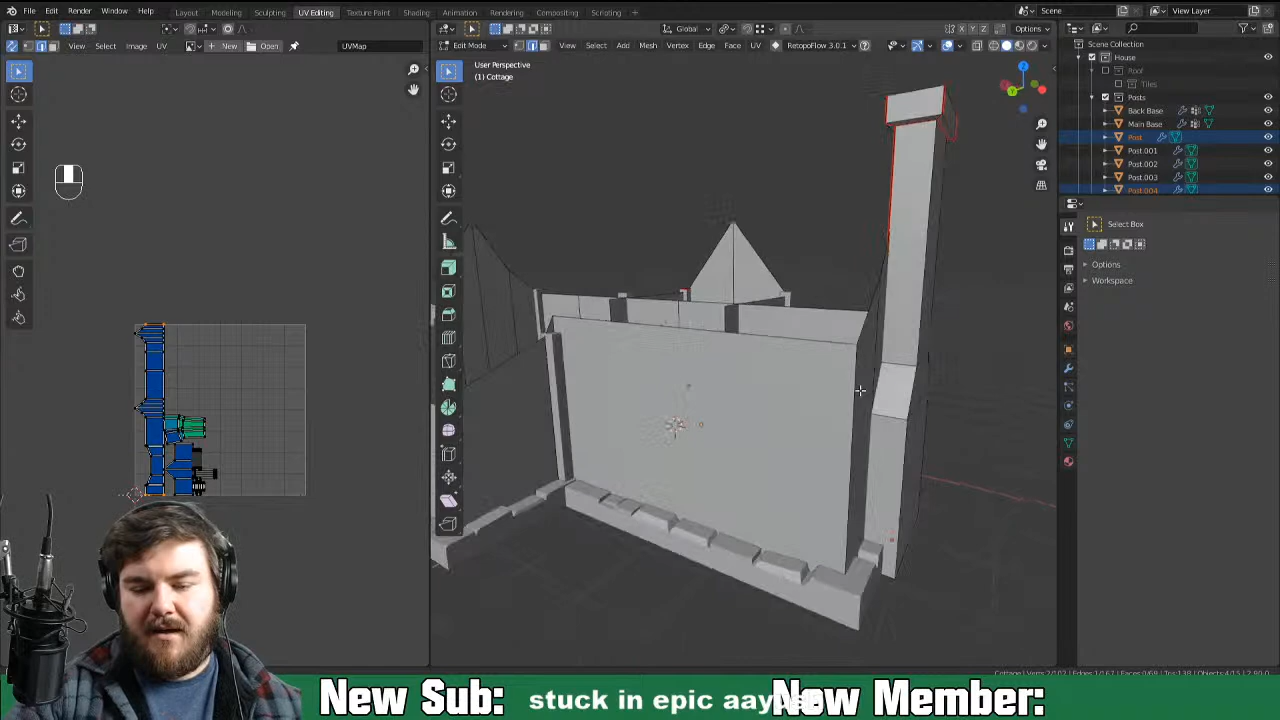 File Edit Render Window Help Layout Modeling Sculpting UV Editing Texture Paint Shading Animation Rendering Compositing Scripting + Scene View Layer
New Open UVMap Global Options
View Select Image UV Edit Mode View Select Add Mesh Vertex Edge Face UV RetopoFlow 3.0.1
User Perspective
(1) Cottage
Scene Collection
House
Roof
Tiles
Posts
Back Base
Main Base
Post
Post.001
Post.002
Post.003
Post.004
Select Box
Options
Workspace
New Sub: stuck in epic aayu New Member: